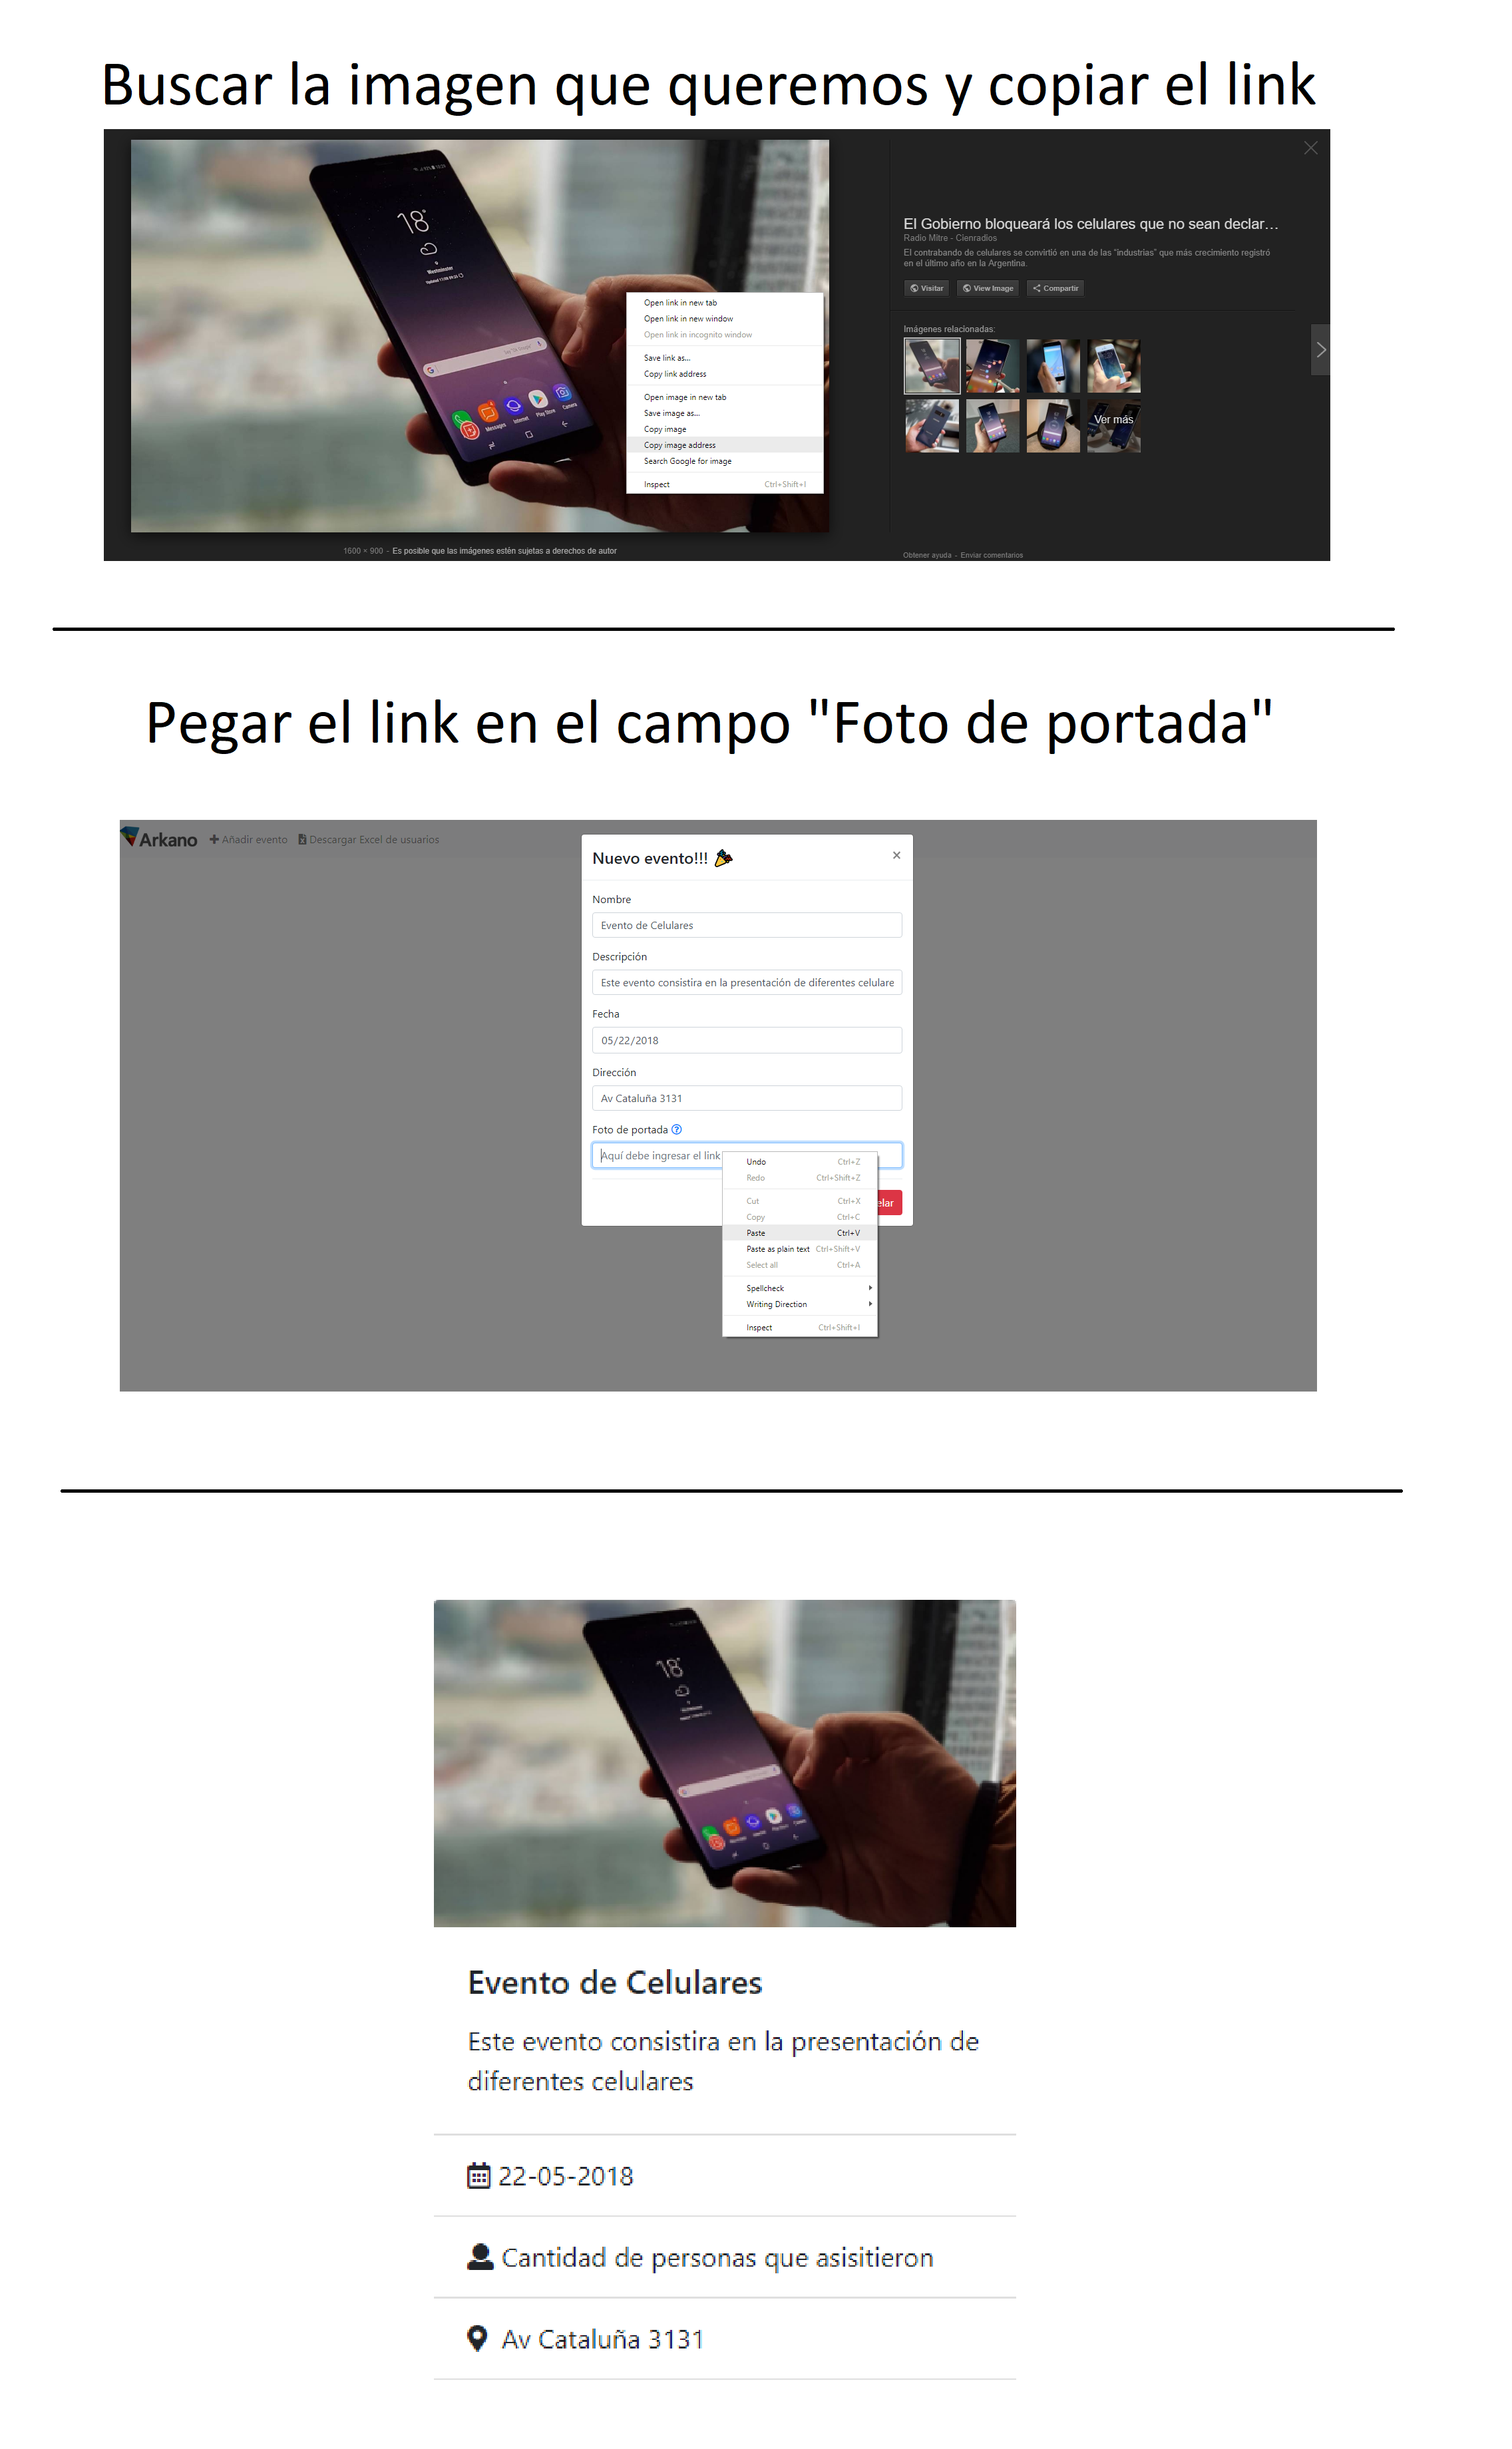 Buscar la imagen que queremos y copiar el link
18
Westminster
Messages
Internet
Play Store
Camera
Open link in new tab
Open link in new window
Open link in incognito window
Save link as...
Copy link address
Open image in new tab
Save image as...
Copy image
Copy image address
Search Google for image
Inspect Ctrl+Shift+I
1600 × 900 - Es posible que las imágenes estén sujetas a derechos de autor
El Gobierno bloqueará los celulares que no sean declar...
Radio Mitre - Cienradios
El contrabando de celulares se convirtió en una de las "industrias" que más crecimiento registró
en el último año en la Argentina.
Visitar View Image Compartir
Imágenes relacionadas:
Ver más
Obtener ayuda - Enviar comentarios
Pegar el link en el campo "Foto de portada"
Arkano Añadir evento Descargar Excel de usuarios
Nuevo evento!!! ×
Nombre
Evento de Celulares
Descripción
Este evento consistira en la presentación de diferentes celulare
Fecha
05/22/2018
Dirección
Av Cataluña 3131
Foto de portada
Aquí debe ingresar el link
elar
Undo Ctrl+Z
Redo Ctrl+Shift+Z
Cut Ctrl+X
Copy Ctrl+C
Paste Ctrl+V
Paste as plain text Ctrl+Shift+V
Select all Ctrl+A
Spellcheck
Writing Direction
Inspect Ctrl+Shift+I
18
Evento de Celulares
Este evento consistira en la presentación de
diferentes celulares
22-05-2018
Cantidad de personas que asisitieron
Av Cataluña 3131